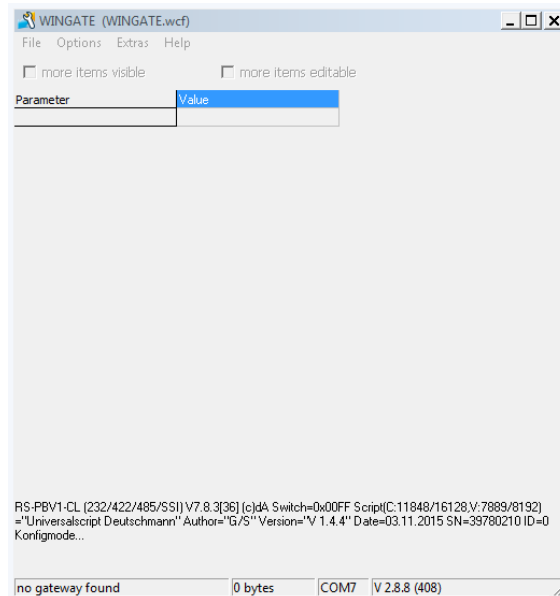 WINGATE (WINGATE.wcf)
File Options Extras Help
more items visible more items editable
Parameter Value
RS-PBV1-CL (232/422/485/SSI) V7.8.3[36] (c)dA Switch=0x00FF Script(C:11848/16128,V:7889/8192)
="Universalscript Deutschmann" Author="G/S" Version="V 1.4.4" Date=03.11.2015 SN=39780210 ID=0
Konfigmode...
no gateway found 0 bytes COM7 V 2.8.8 (408)